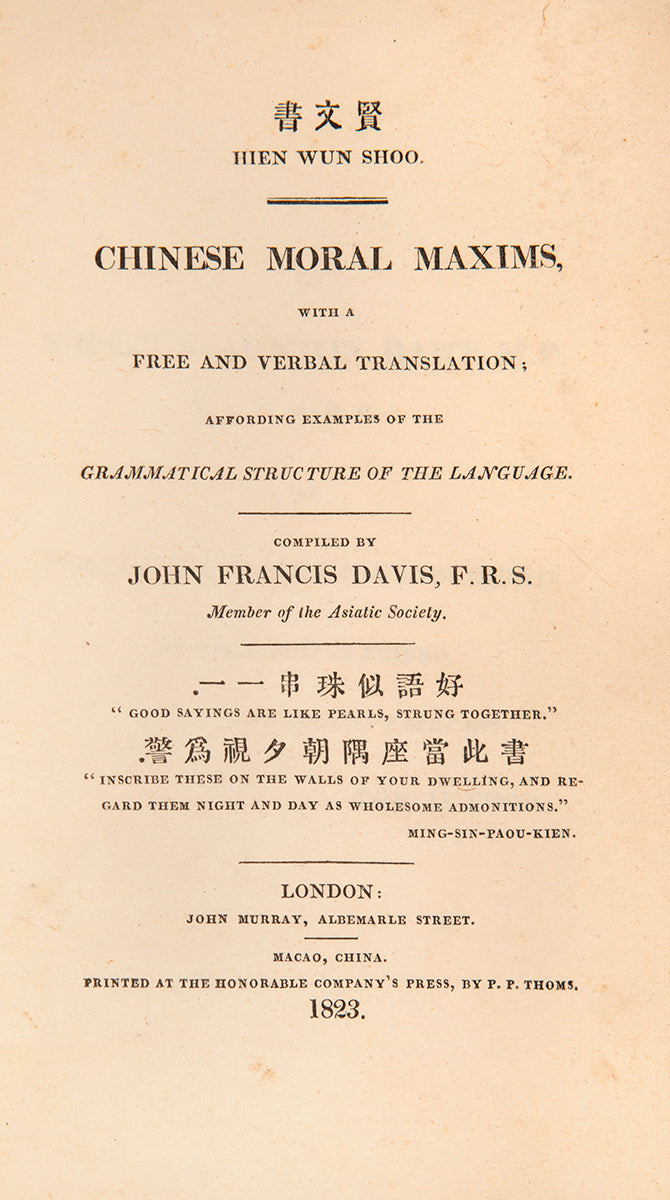 賢文書
HIEN WUN SHOO.
CHINESE MORAL MAXIMS,
WITH A
FREE AND VERBAL TRANSLATION;
AFFORDING EXAMPLES OF THE
GRAMMATICAL STRUCTURE OF THE LANGUAGE.
COMPILED BY
JOHN FRANCIS DAVIS, F.R.S.
Member of the Asiatic Society.
好語似珠串一一.
“GOOD SAYINGS ARE LIKE PEARLS, STRUNG TOGETHER.”
書此當座隅朝夕視爲警.
“INSCRIBE THESE ON THE WALLS OF YOUR DWELLING, AND RE-
GARD THEM NIGHT AND DAY AS WHOLESOME ADMONITIONS.”
MING-SIN-PAOU-KIEN.
LONDON:
JOHN MURRAY, ALBEMARLE STREET.
MACAO, CHINA.
PRINTED AT THE HONORABLE COMPANY'S PRESS, BY P. P. THOMS.
1823.